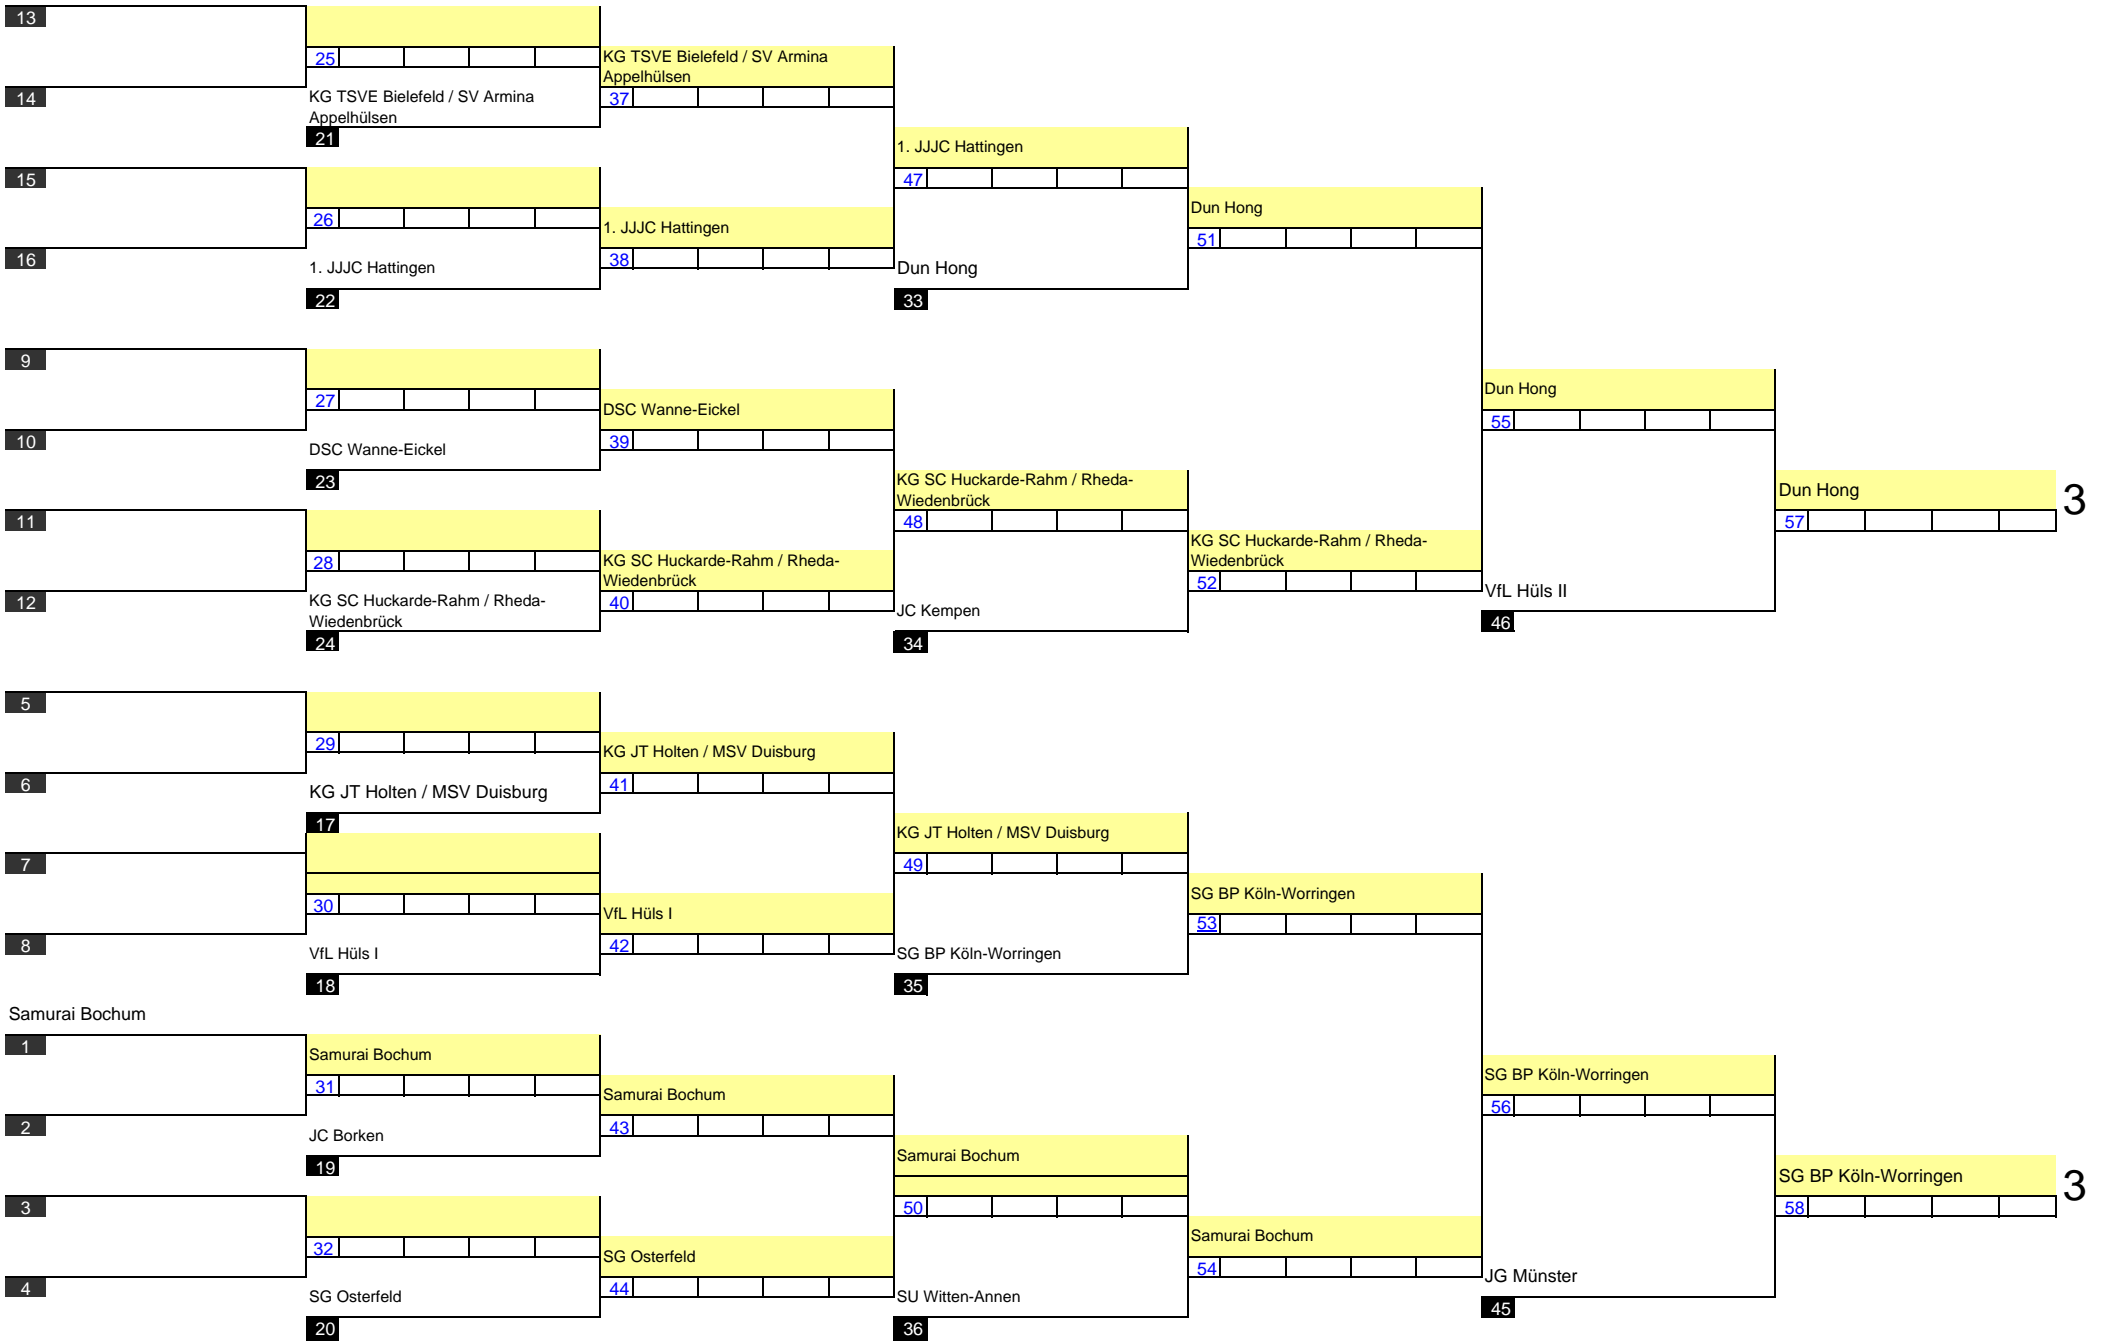 13
25
KG TSVE Bielefeld / SV Armina
Appelhülsen
14
KG TSVE Bielefeld / SV Armina
Appelhülsen
37
21
1. JJJC Hattingen
15
47
26
1. JJJC Hattingen
Dun Hong
51
16
1. JJJC Hattingen
38
Dun Hong
22
33
9
27
DSC Wanne-Eickel
Dun Hong
55
10
DSC Wanne-Eickel
39
23
KG SC Huckarde-Rahm / Rheda-
Wiedenbrück
Dun Hong
3
11
48
57
28
KG SC Huckarde-Rahm / Rheda-
Wiedenbrück
KG SC Huckarde-Rahm / Rheda-
Wiedenbrück
52
12
KG SC Huckarde-Rahm / Rheda-
Wiedenbrück
40
JC Kempen
VfL Hüls II
46
24
34
5
29
KG JT Holten / MSV Duisburg
6
KG JT Holten / MSV Duisburg
41
17
KG JT Holten / MSV Duisburg
7
49
30
VfL Hüls I
SG BP Köln-Worringen
53
8
VfL Hüls I
42
SG BP Köln-Worringen
18
35
Samurai Bochum
1
Samurai Bochum
31
Samurai Bochum
SG BP Köln-Worringen
56
2
JC Borken
43
19
Samurai Bochum
SG BP Köln-Worringen
3
3
50
58
32
SG Osterfeld
Samurai Bochum
54
4
SG Osterfeld
44
SU Witten-Annen
JG Münster
45
20
36